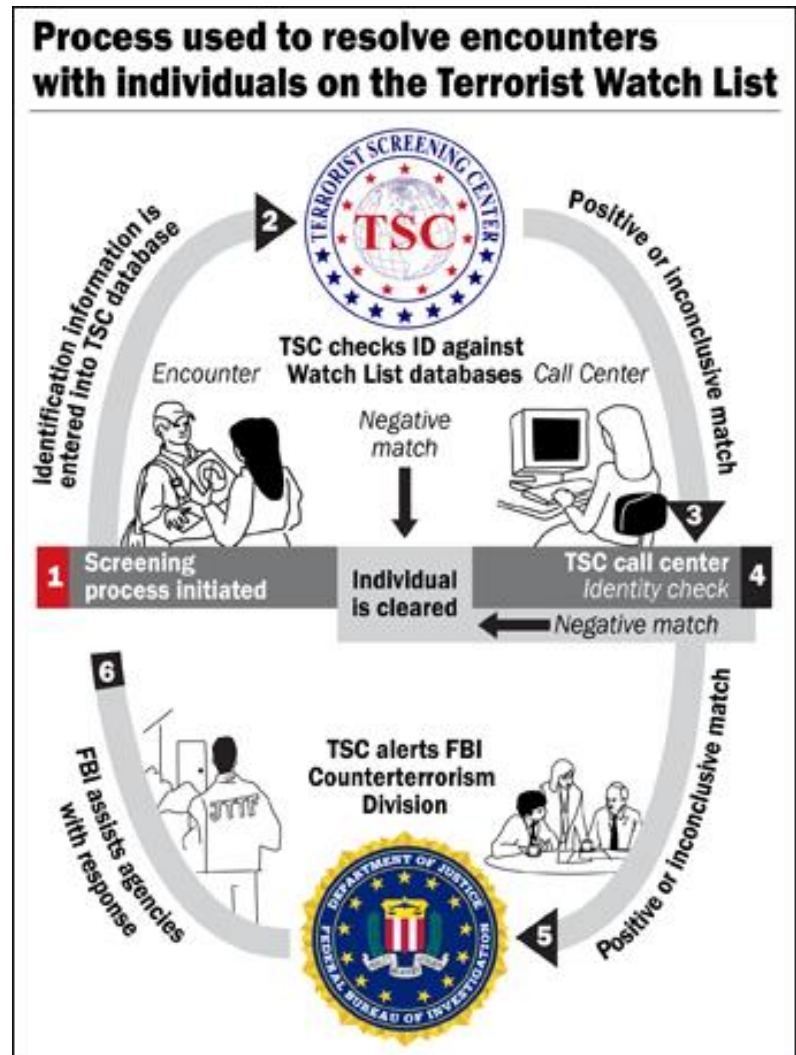 Process used to resolve encounters
with individuals on the Terrorist Watch List
Identification information is
entered into TSC database
2
TERRORIST SCREENING CENTER
TSC
Positive or inconclusive match
TSC checks ID against
Watch List databases
Encounter
Call Center
Negative
match
3
1
Screening
process initiated
Individual
is cleared
TSC call center
Identity check
4
Negative match
6
FBI assists agencies
with response
JTTF
TSC alerts FBI
Counterterrorism
Division
DEPARTMENT OF JUSTICE
FEDERAL BUREAU OF INVESTIGATION
5
Positive or inconclusive match